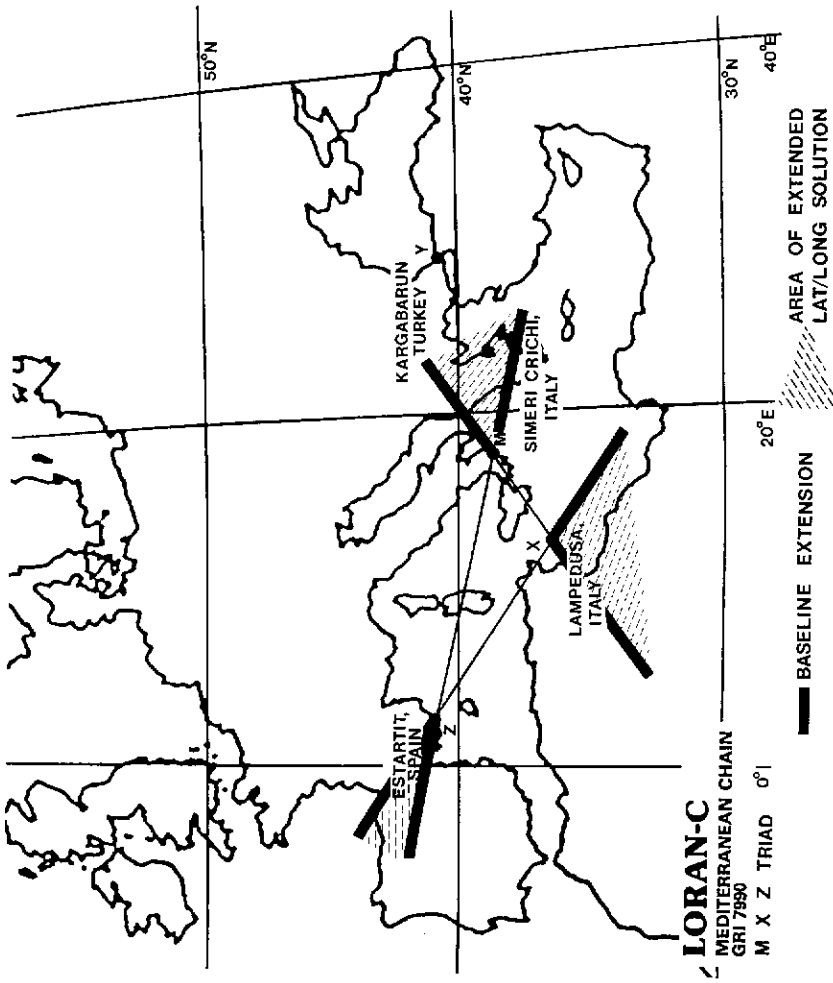 50°N
40°N
30°N
40°E
KARGABARUN
TURKEY Y
M
SIMERI CRICHI,
ITALY
20°E
X
LAMPEDUSA,
ITALY
ESTARTIT,
SPAIN
Z
LORAN-C
MEDITERRANEAN CHAIN
GRI 7990
M X Z TRIAD 0°
BASELINE EXTENSION
AREA OF EXTENDED
LAT/LONG SOLUTION